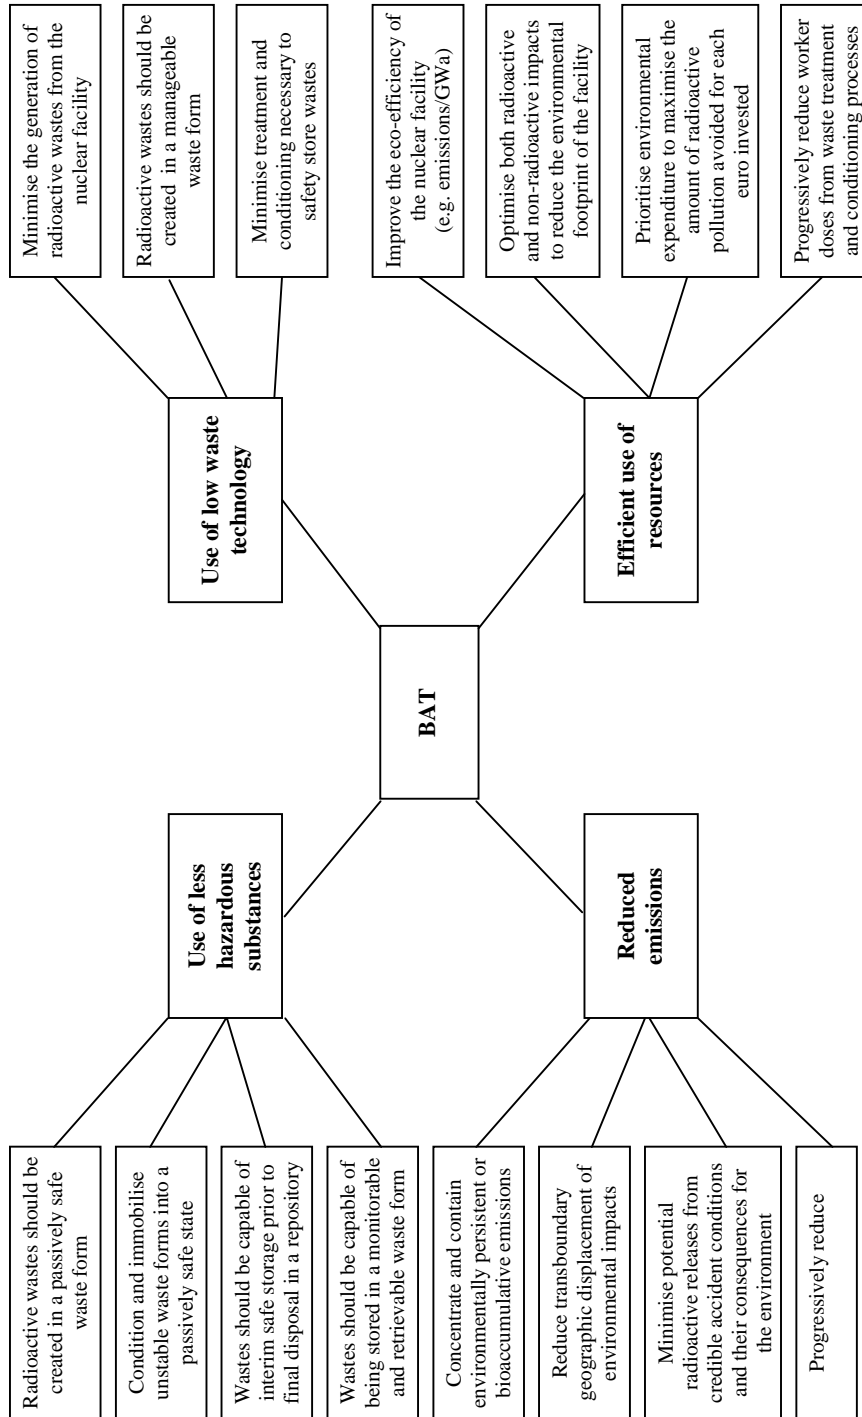 Radioactive wastes should be
created in a passively safe
waste form
Condition and immobilise
unstable waste forms into a
passively safe state
Wastes should be capable of
interim safe storage prior to
final disposal in a repository
Wastes should be capable of
being stored in a monitorable
and retrievable waste form
Concentrate and contain
environmentally persistent or
bioaccumulative emissions
Reduce transboundary
geographic displacement of
environmental impacts
Minimise potential
radioactive releases from
credible accident conditions
and their consequences for
the environment
Progressively reduce
Use of less
hazardous
substances
Reduced
emissions
BAT
Use of low waste
technology
Efficient use of
resources
Minimise the generation of
radioactive wastes from the
nuclear facility
Radioactive wastes should be
created  in a manageable
waste form
Minimise treatment and
conditioning necessary to
safety store wastes
Improve the eco-efficiency of
the nuclear facility
(e.g. emissions/GWa)
Optimise both radioactive
and non-radioactive impacts
to reduce the environmental
footprint of the facility
Prioritise environmental
expenditure to maximise the
amount of radioactive
pollution avoided for each
euro invested
Progressively reduce worker
doses from waste treatment
and conditioning processes